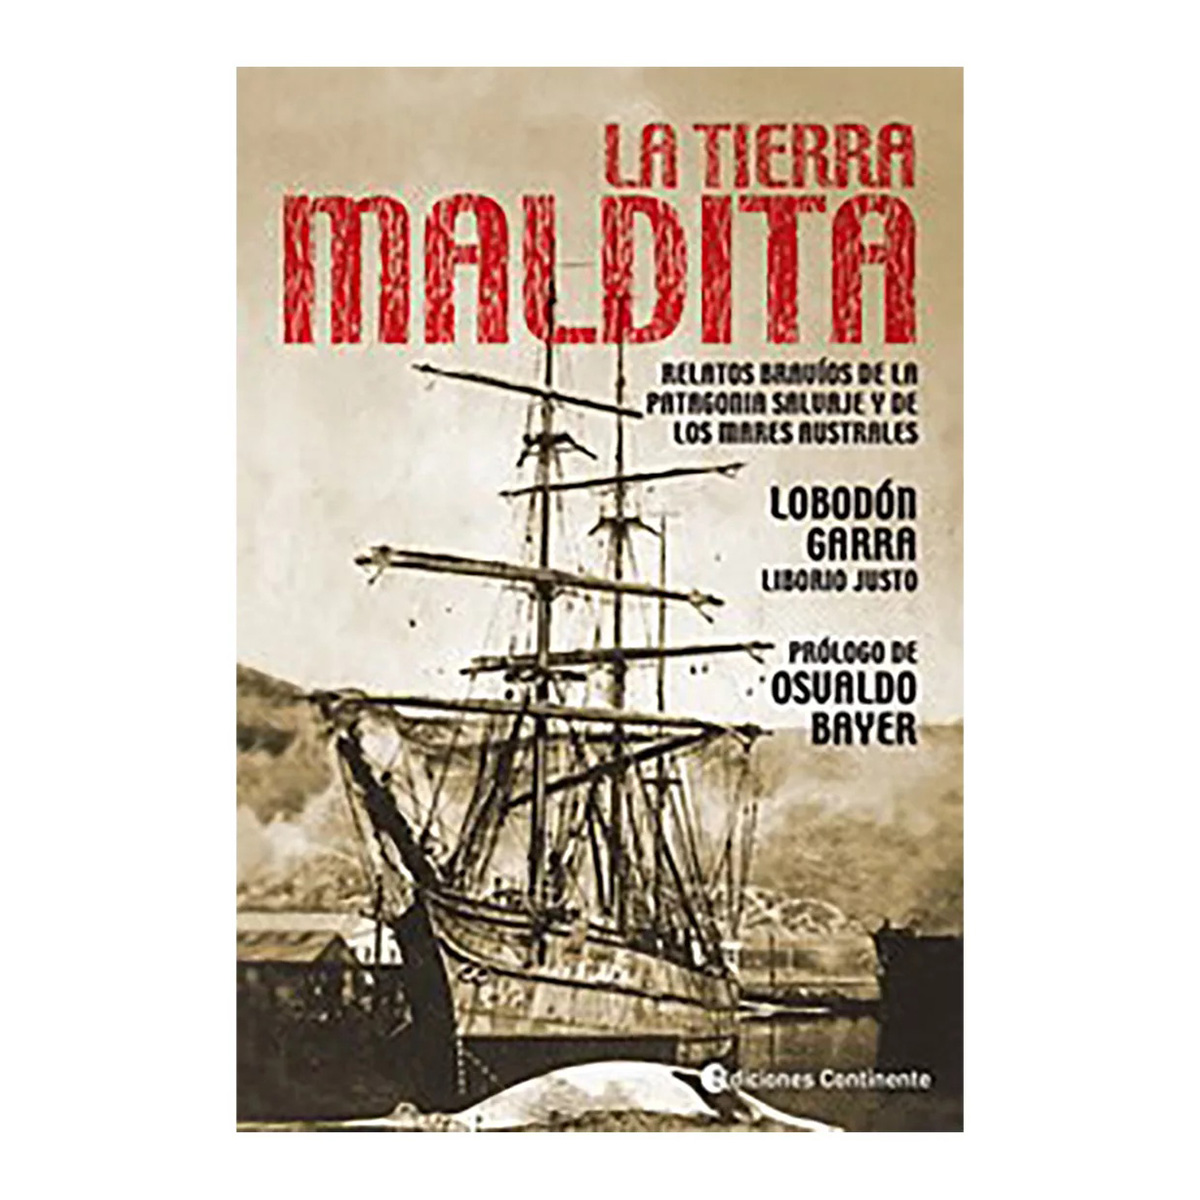 LA TIERRA
MALDITA
RELATOS BRAVÍOS DE LA
PATAGONIA SALVAJE Y DE
LOS MARES AUSTRALES
LOBODÓN
GARRA
LIBORIO JUSTO
PRÓLOGO DE
OSVALDO
BAYER
Ediciones Continente